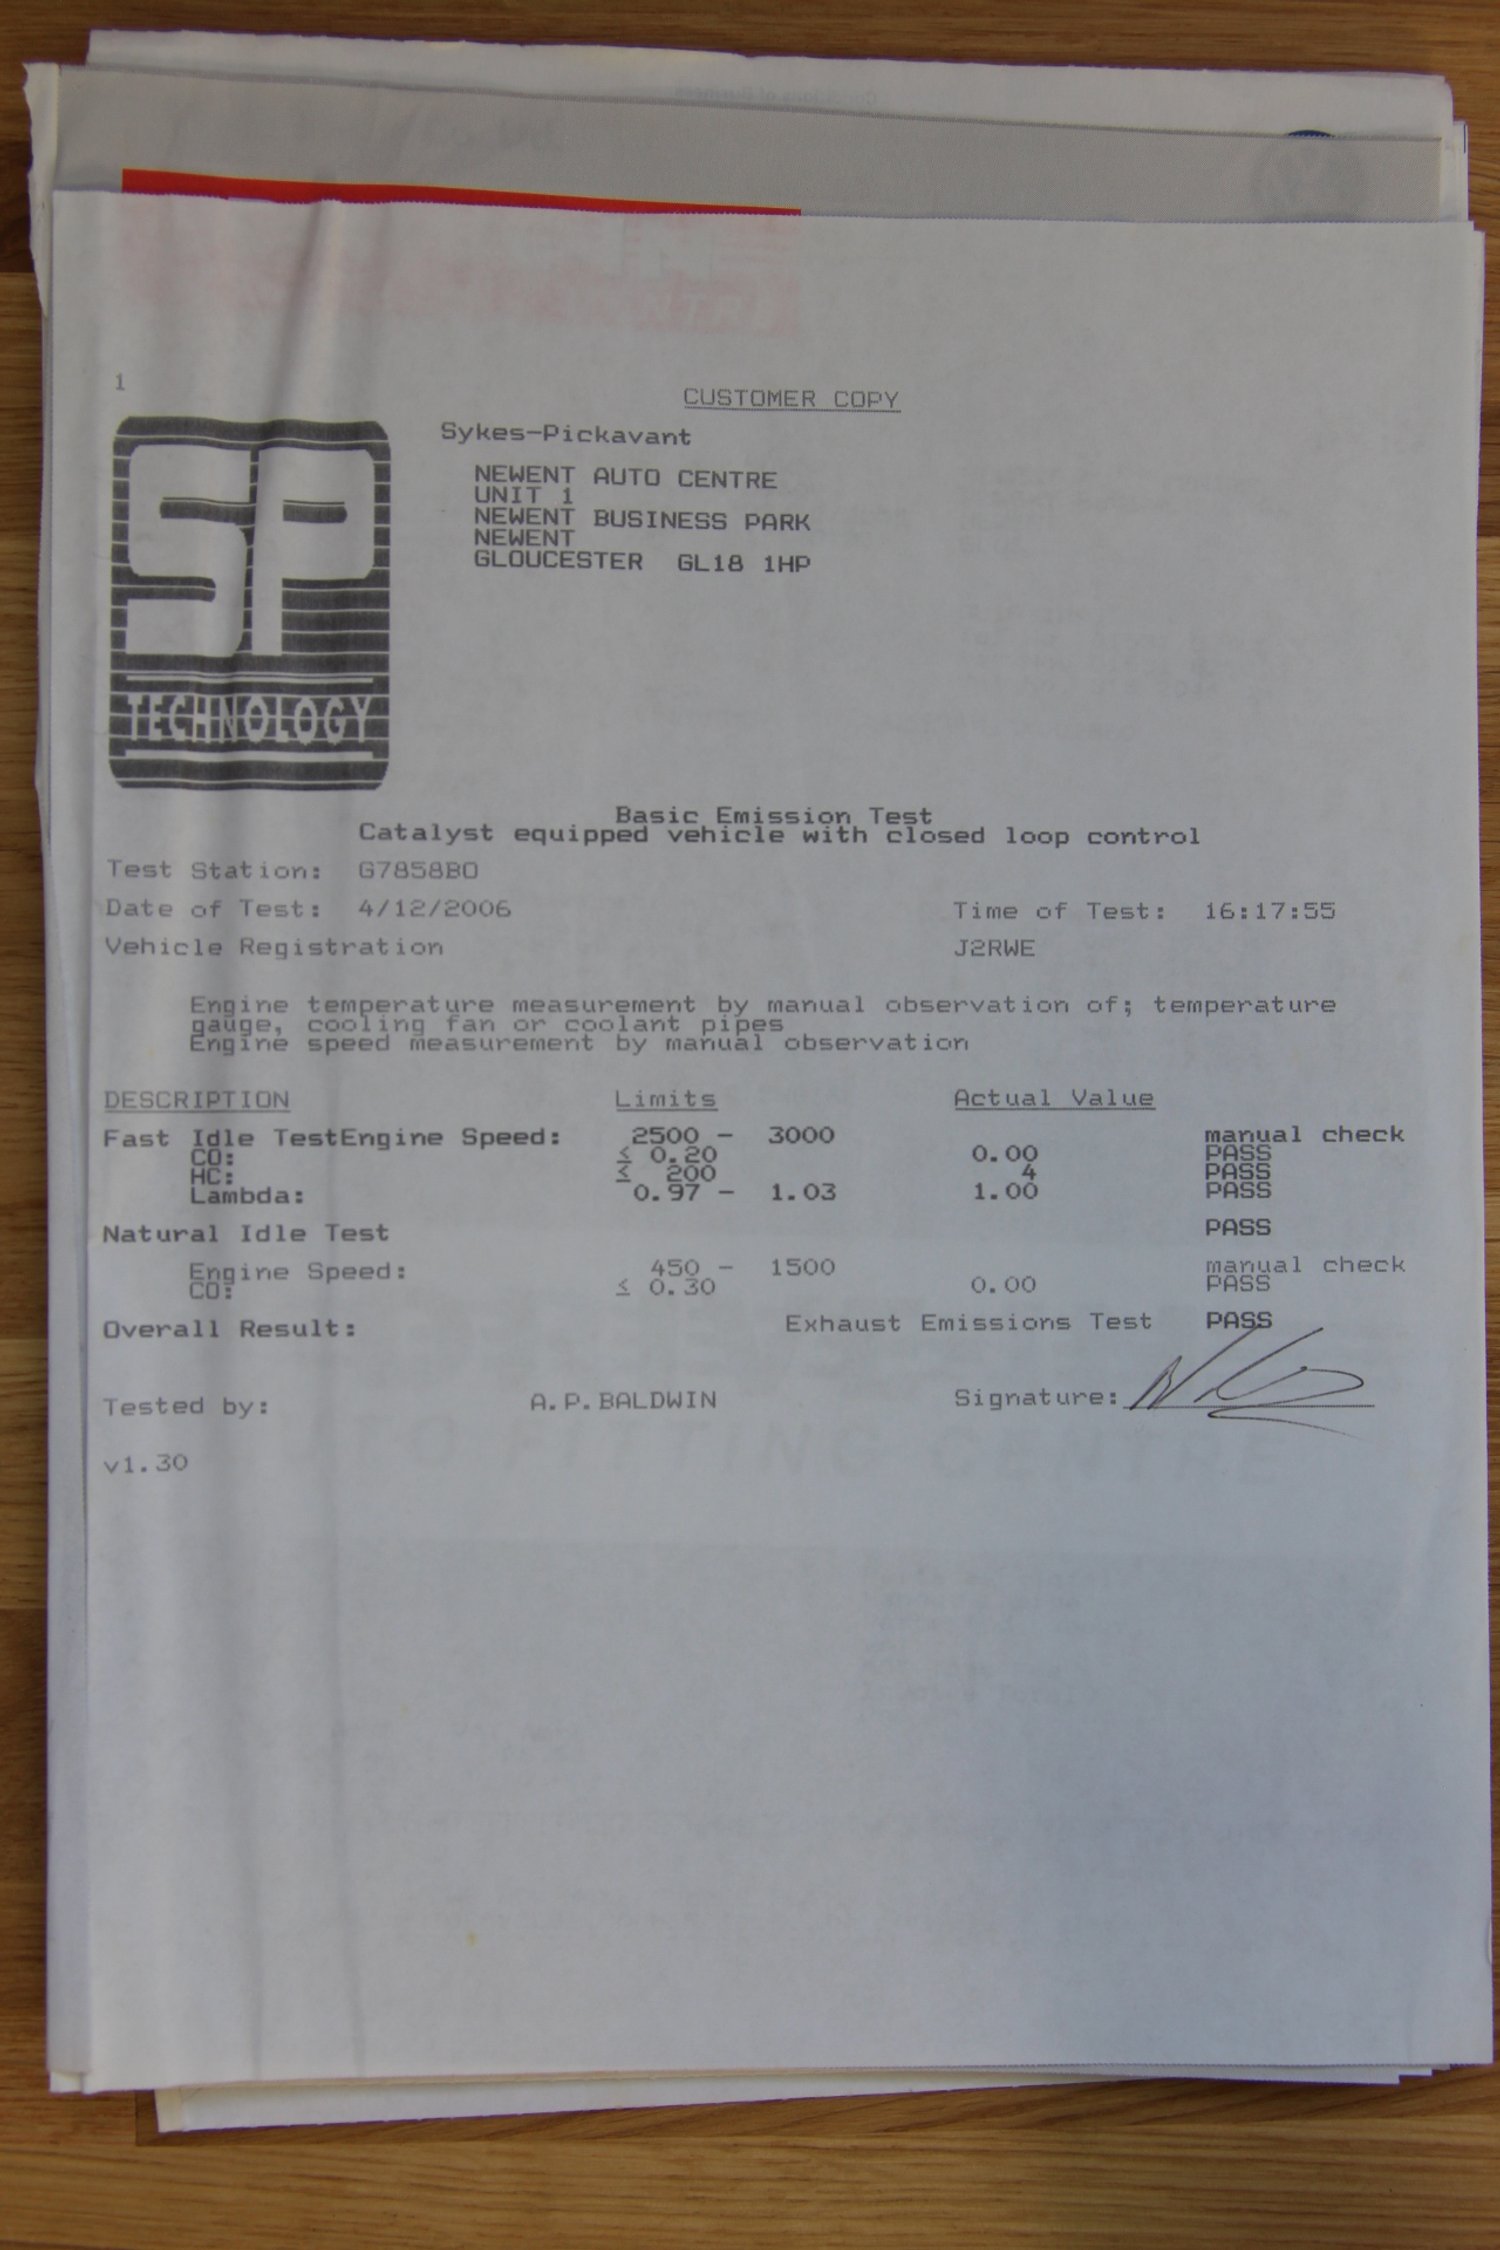 1
CUSTOMER COPY
SP
TECHNOLOGY
Sykes-Pickavant
NEWENT AUTO CENTRE
UNIT 1
NEWENT BUSINESS PARK
NEWENT
GLOUCESTER GL18 1HP
Basic Emission Test
Catalyst equipped vehicle with closed loop control
Test Station: G7858BO
Date of Test: 4/12/2006 Time of Test: 16:17:55
Vehicle Registration J2RWE
Engine temperature measurement by manual observation of; temperature
gauge, cooling fan or coolant pipes
Engine speed measurement by manual observation
DESCRIPTION Limits Actual Value
Fast Idle TestEngine Speed: 2500 - 3000 manual check
CO: ≤ 0.20 0.00 PASS
HC: ≤ 200 4 PASS
Lambda: 0.97 - 1.03 1.00 PASS
Natural Idle Test PASS
Engine Speed: 450 - 1500 manual check
CO: ≤ 0.30 0.00 PASS
Overall Result: Exhaust Emissions Test PASS
Tested by: A.P.BALDWIN Signature:
v1.30